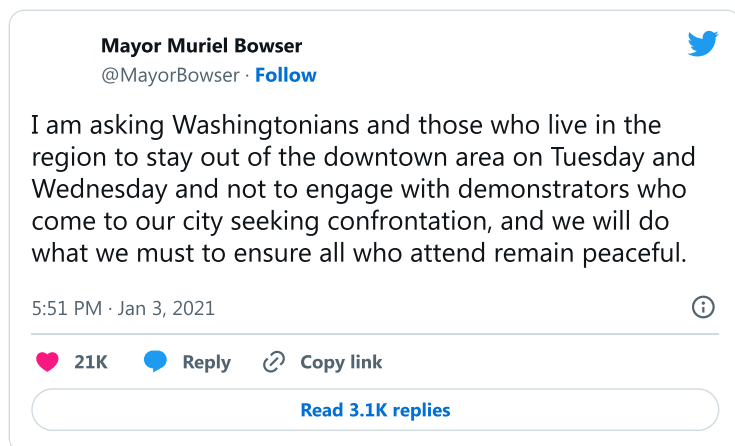 Mayor Muriel Bowser
@MayorBowser · Follow
I am asking Washingtonians and those who live in the
region to stay out of the downtown area on Tuesday and
Wednesday and not to engage with demonstrators who
come to our city seeking confrontation, and we will do
what we must to ensure all who attend remain peaceful.
5:51 PM · Jan 3, 2021
21K Reply Copy link
Read 3.1K replies